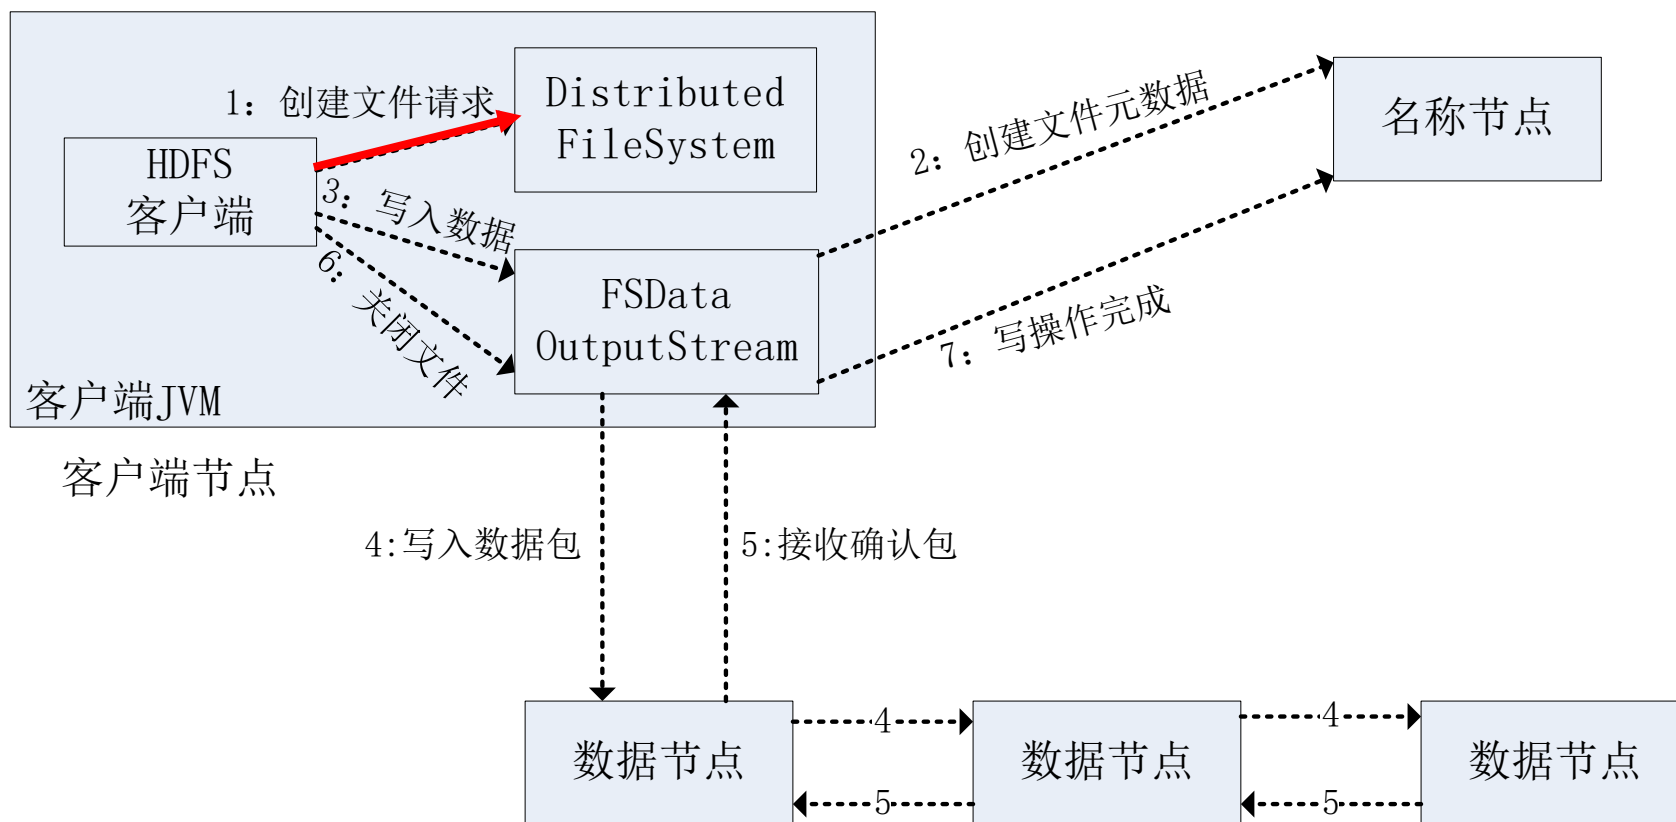 1：创建文件请求
Distributed
FileSystem
2：创建文件元数据
名称节点
HDFS
客户端
3：写入数据
6：关闭文件
FSData
OutputStream
7：写操作完成
客户端JVM
客户端节点
4:写入数据包
5:接收确认包
数据节点
4
5
数据节点
4
5
数据节点